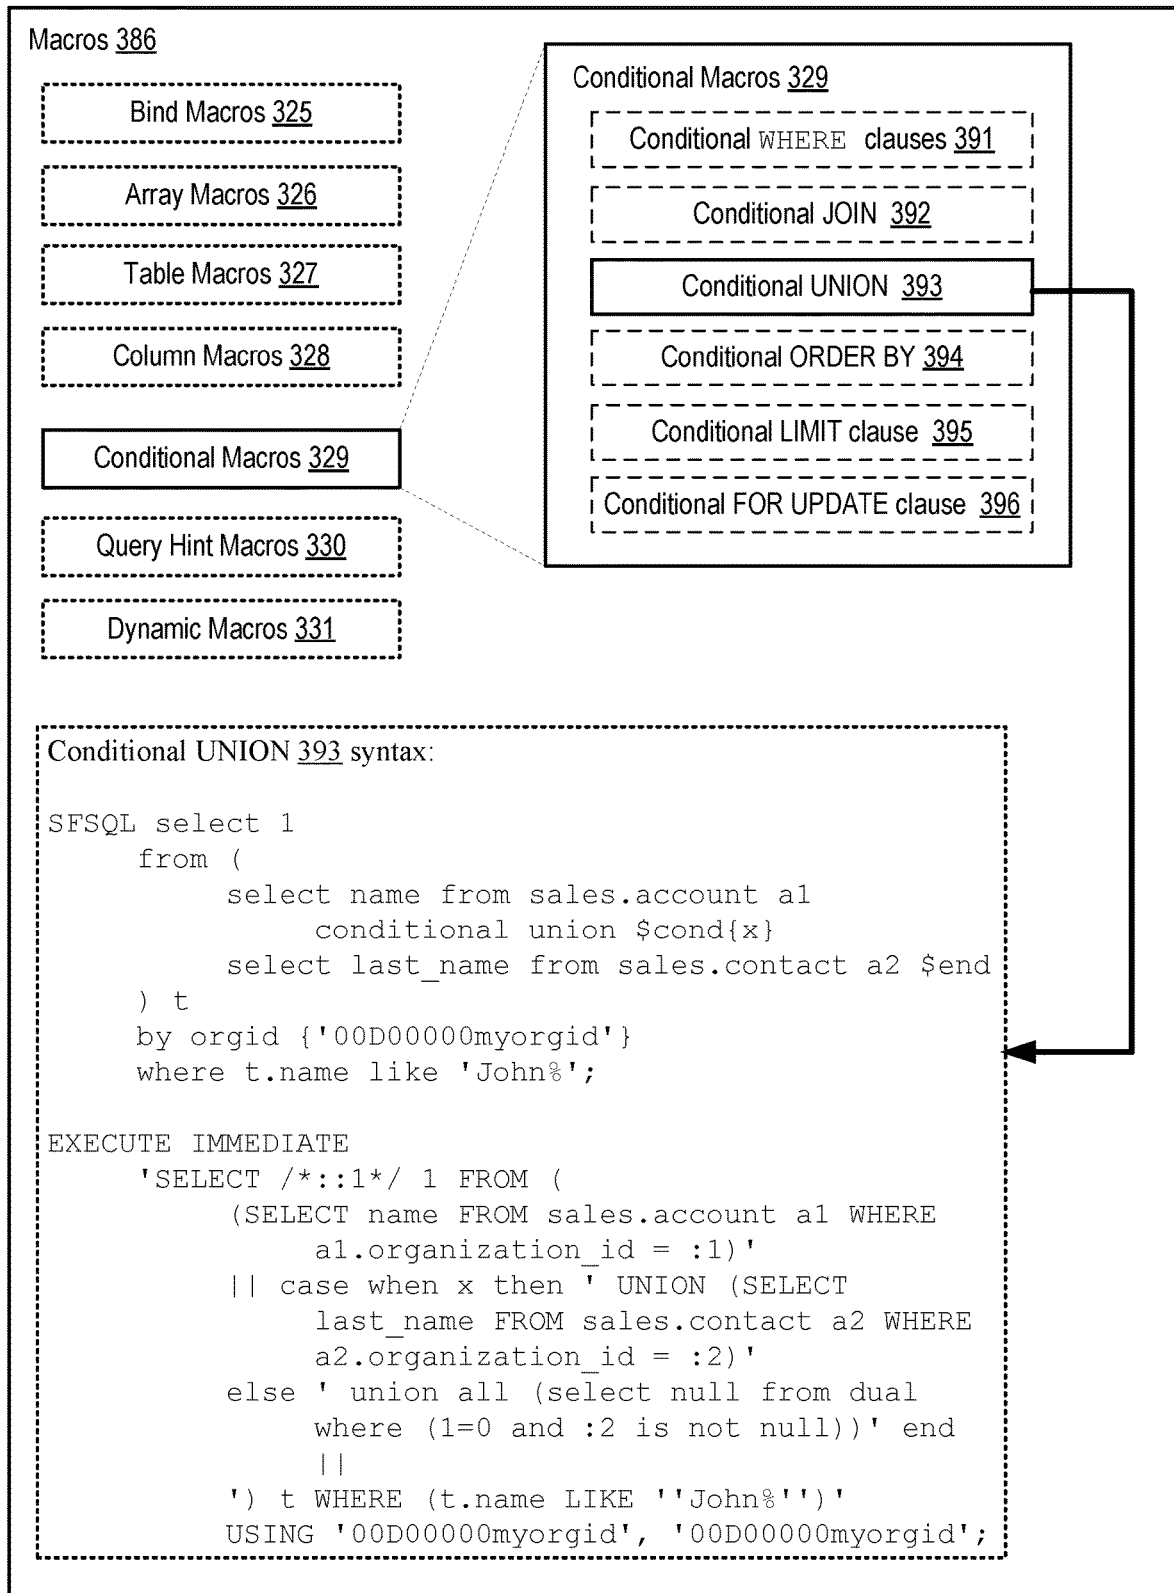 Macros 386
Bind Macros 325
Array Macros 326
Table Macros 327
Column Macros 328
Conditional Macros 329
Query Hint Macros 330
Dynamic Macros 331
Conditional Macros 329
Conditional WHERE clauses 391
Conditional JOIN 392
Conditional UNION 393
Conditional ORDER BY 394
Conditional LIMIT clause 395
Conditional FOR UPDATE clause 396
Conditional UNION 393 syntax:
SFSQL select 1
from (
select name from sales.account a1
conditional union $cond{x}
select last_name from sales.contact a2 $end
) t
by orgid {'00D00000myorgid'}
where t.name like 'John%';
EXECUTE IMMEDIATE
'SELECT /*::1*/ 1 FROM (
(SELECT name FROM sales.account a1 WHERE
a1.organization_id = :1)'
|| case when x then ' UNION (SELECT
last_name FROM sales.contact a2 WHERE
a2.organization_id = :2)'
else ' union all (select null from dual
where (1=0 and :2 is not null))' end
||
') t WHERE (t.name LIKE ''John%'')'
USING '00D00000myorgid', '00D00000myorgid';